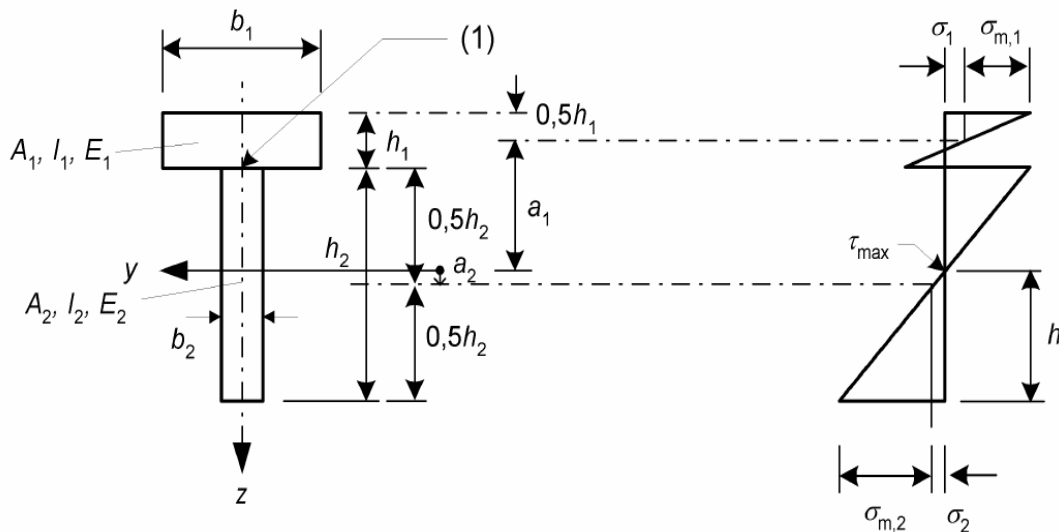 b1
(1)
σ1
σm,1
0,5h1
A1, I1, E1
h1
a1
0,5h2
h2
τmax
y
a2
A2, I2, E2
b2
0,5h2
h
z
σm,2
σ2